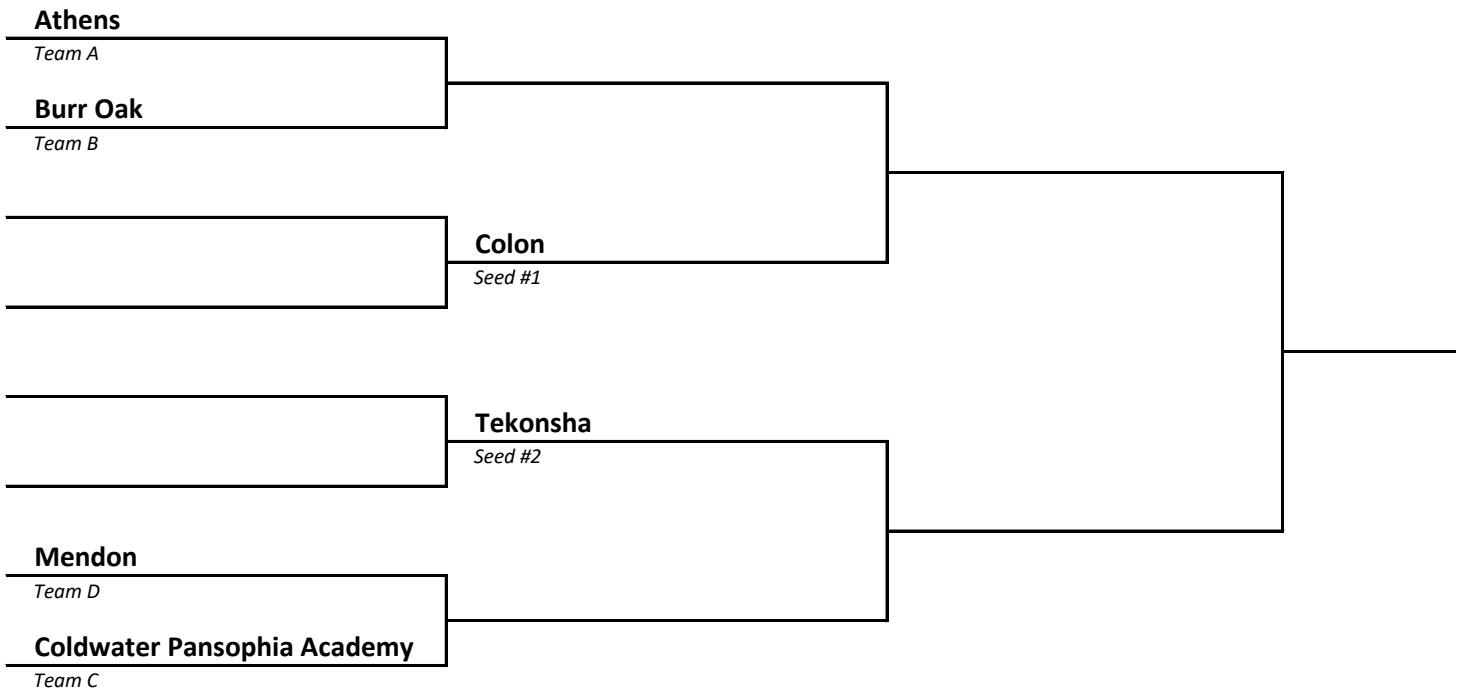 Athens
Team A
Burr Oak
Team B
Colon
Seed #1
Tekonsha
Seed #2
Mendon
Team D
Coldwater Pansophia Academy
Team C